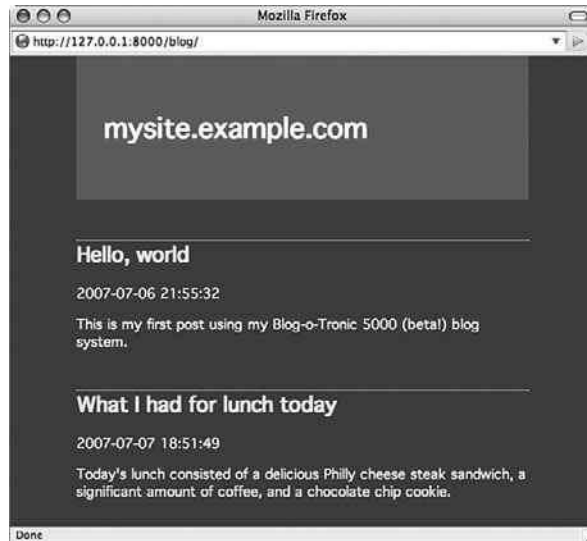 Mozilla Firefox
http://127.0.0.1:8000/blog/
mysite.example.com
Hello, world
2007-07-06 21:55:32
This is my first post using my Blog-o-Tronic 5000 (beta!) blog
system.
What I had for lunch today
2007-07-07 18:51:49
Today's lunch consisted of a delicious Philly cheese steak sandwich, a
significant amount of coffee, and a chocolate chip cookie.
Done